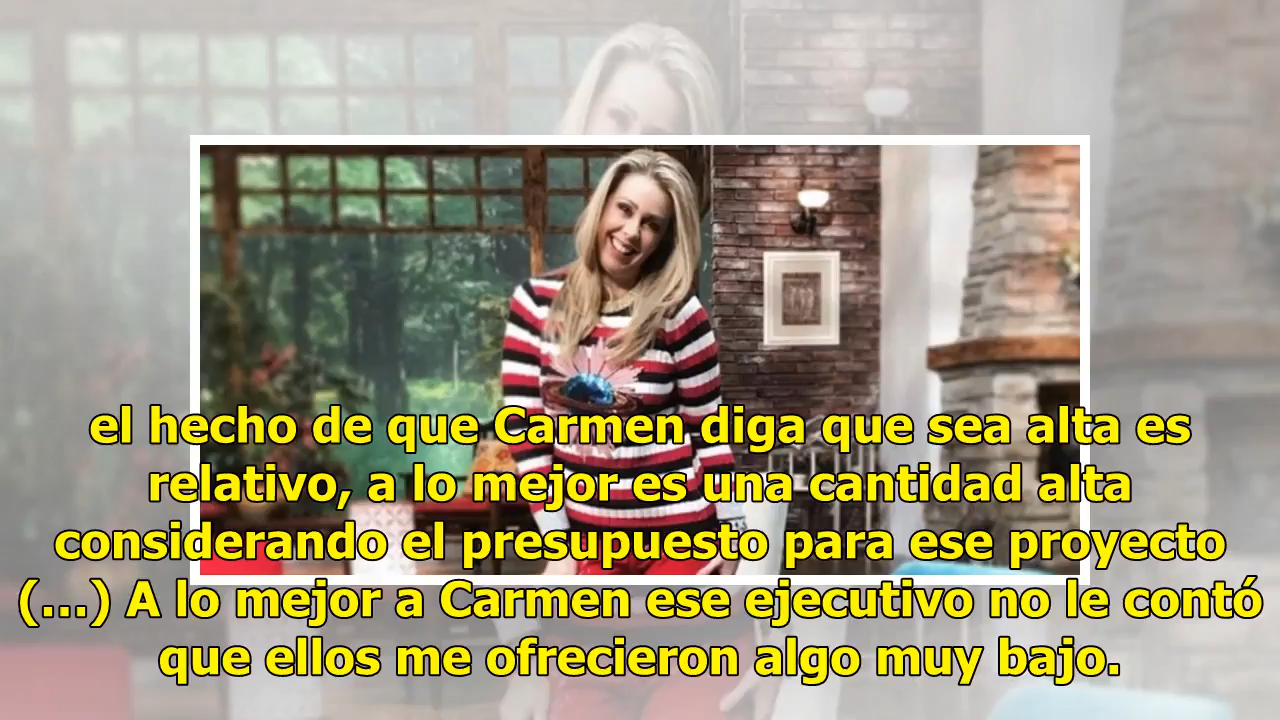 el hecho de que Carmen diga que sea alta es
relativo, a lo mejor es una cantidad alta
considerando el presupuesto para ese proyecto
(...) A lo mejor a Carmen ese ejecutivo no le contó
que ellos me ofrecieron algo muy bajo.